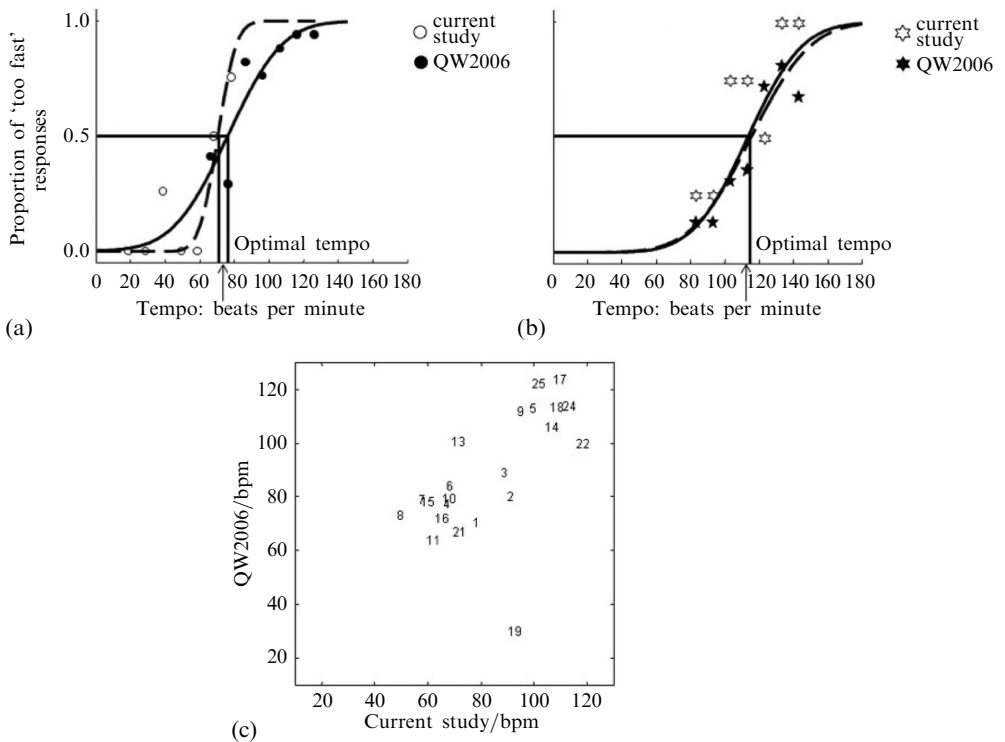 1.0
0.5
0.0
Proportion of 'too fast'
responses
current
study
QW2006
Optimal tempo
0 20 40 60 80 100 120 140 160 180
Tempo: beats per minute
(a)
current
study
QW2006
Optimal tempo
0 20 40 60 80 100 120 140 160 180
Tempo: beats per minute
(b)
120
100
80
60
40
20
QW2006/bpm
25 17
9 5 18 24
14
13 22
3
6
7 15 10 2
4
8 16 1
21
11
19
20 40 60 80 100 120
Current study/bpm
(c)